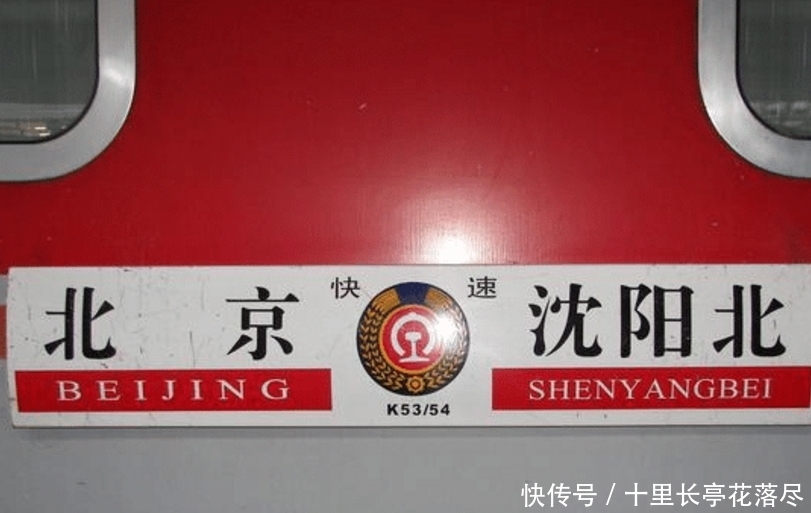 北京 快速 沈阳北
BEIJING SHENYANGBEI
K53/54
快传号 / 十里长亭花落尽